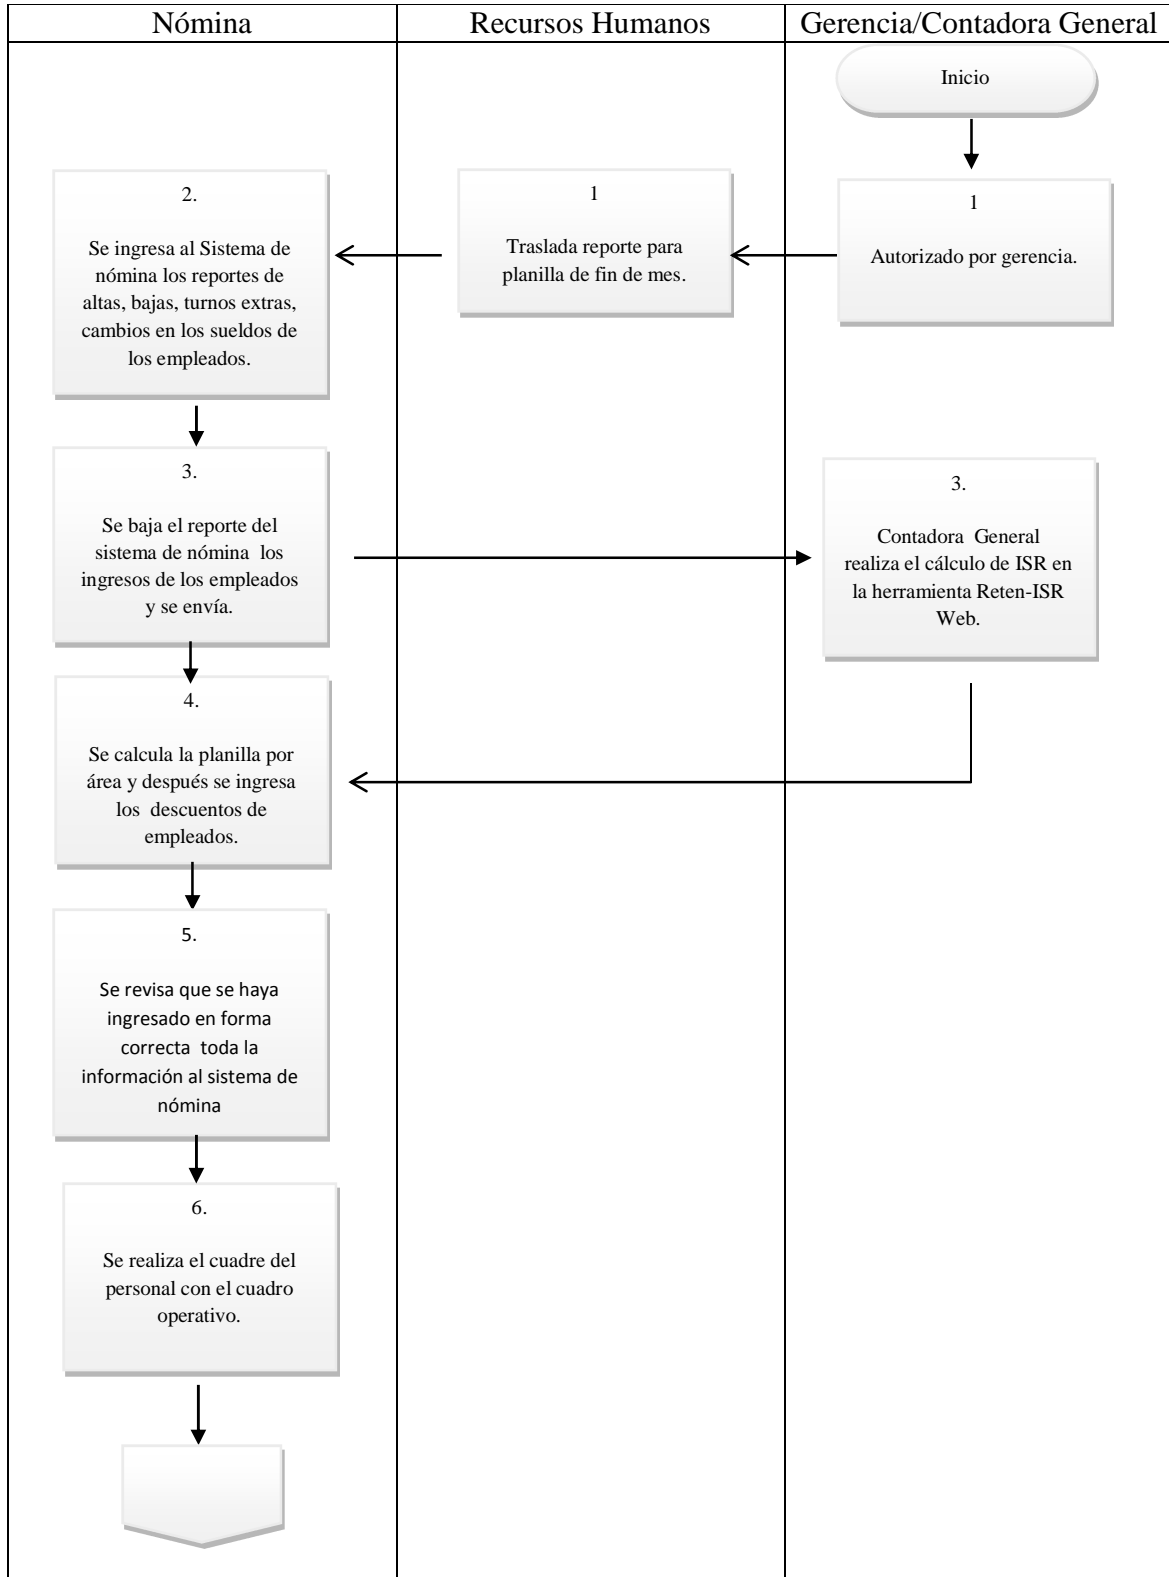 Nómina
Recursos Humanos
Gerencia/Contadora General
Inicio
1
Autorizado por gerencia.
1
Traslada reporte para
planilla de fin de mes.
2.
Se ingresa al Sistema de
nómina los reportes de
altas, bajas, turnos extras,
cambios en los sueldos de
los empleados.
3.
Se baja el reporte del
sistema de nómina los
ingresos de los empleados
y se envía.
3.
Contadora General
realiza el cálculo de ISR en
la herramienta Reten-ISR
Web.
4.
Se calcula la planilla por
área y después se ingresa
los descuentos de
empleados.
5.
Se revisa que se haya
ingresado en forma
correcta toda la
información al sistema de
nómina
6.
Se realiza el cuadre del
personal con el cuadro
operativo.